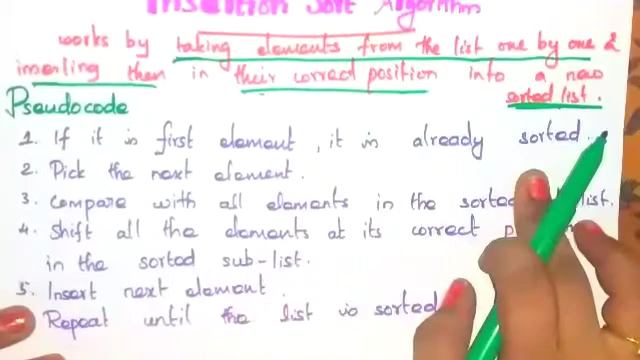 Insertion Sort Algorithm
works by taking elements from the list one by one &
inserting them in their correct position into a new
sorted list.
Pseudocode
1. If it is first element, it is already sorted.
2. Pick the next element.
3. Compare with all elements in the sorted list.
4. Shift all the elements at its correct
in the sorted sub-list.
5. Insert next element.
Repeat until the list is sorted